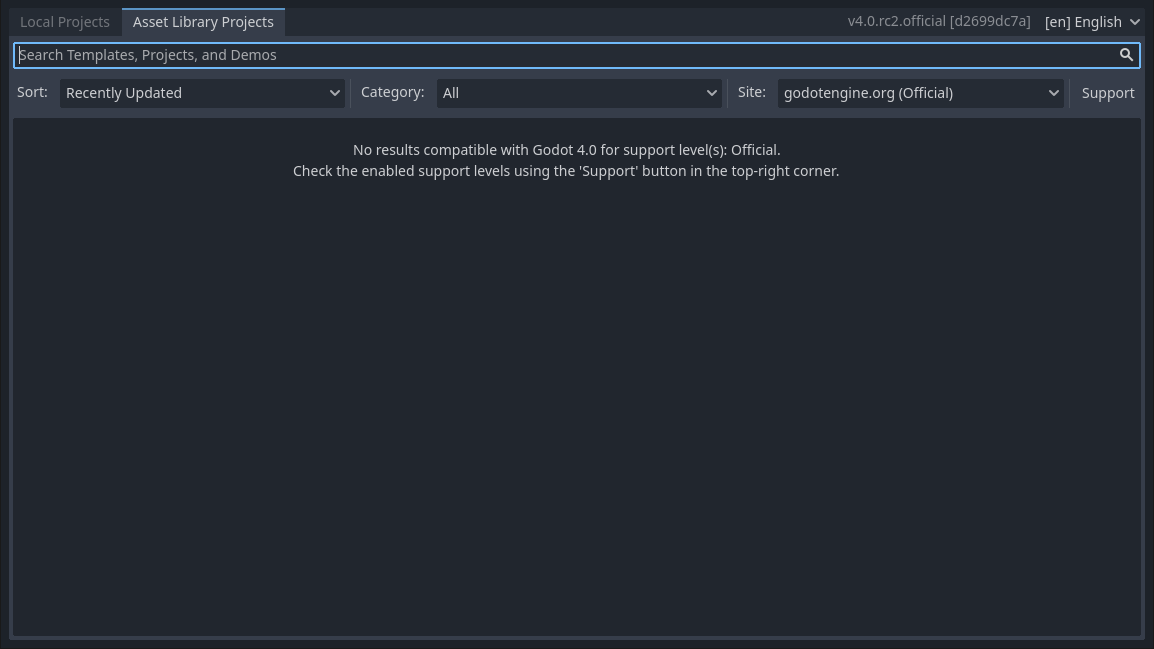 Local Projects Asset Library Projects v4.0.rc2.official [d2699dc7a] [en] English
Search Templates, Projects, and Demos
Sort: Recently Updated Category: All Site: godotengine.org (Official) Support
No results compatible with Godot 4.0 for support level(s): Official.
Check the enabled support levels using the 'Support' button in the top-right corner.